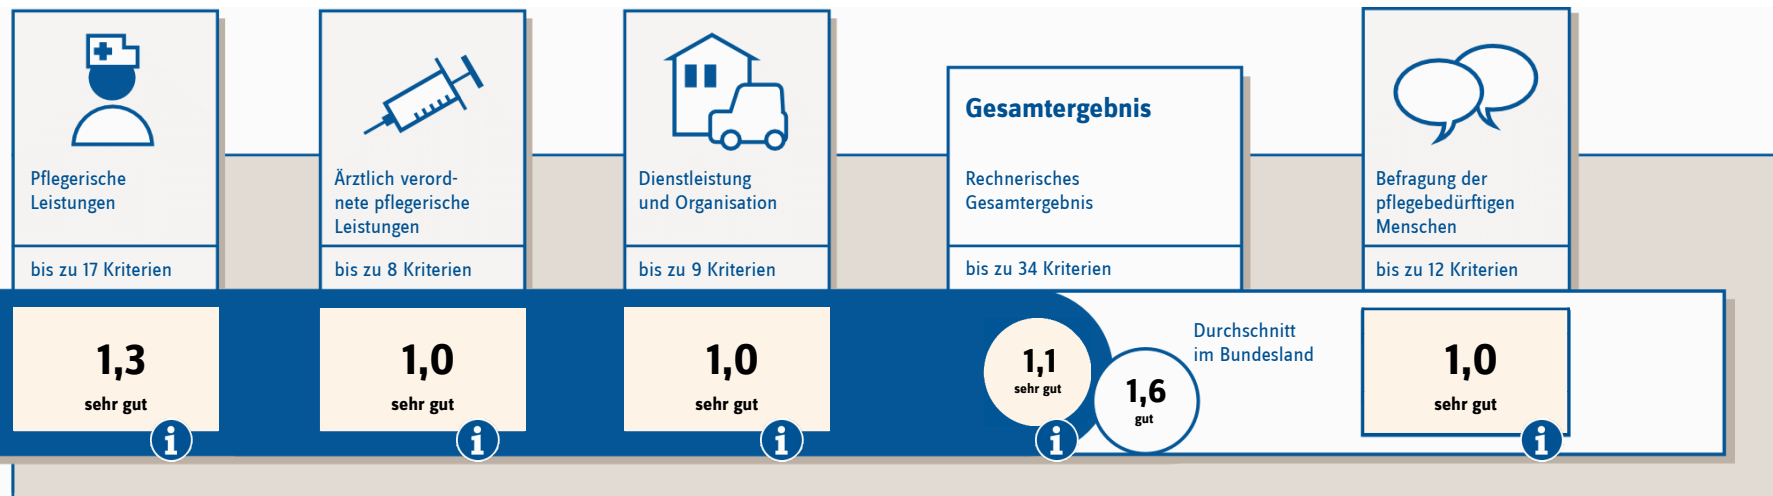 Pflegerische
Leistungen
bis zu 17 Kriterien
1,3
sehr gut
i
Ärztlich verord-
nete pflegerische
Leistungen
bis zu 8 Kriterien
1,0
sehr gut
i
Dienstleistung
und Organisation
bis zu 9 Kriterien
1,0
sehr gut
i
Gesamtergebnis
Rechnerisches
Gesamtergebnis
bis zu 34 Kriterien
1,1
sehr gut
i
Durchschnitt
im Bundesland
1,6
gut
Befragung der
pflegebedürftigen
Menschen
bis zu 12 Kriterien
1,0
sehr gut
i